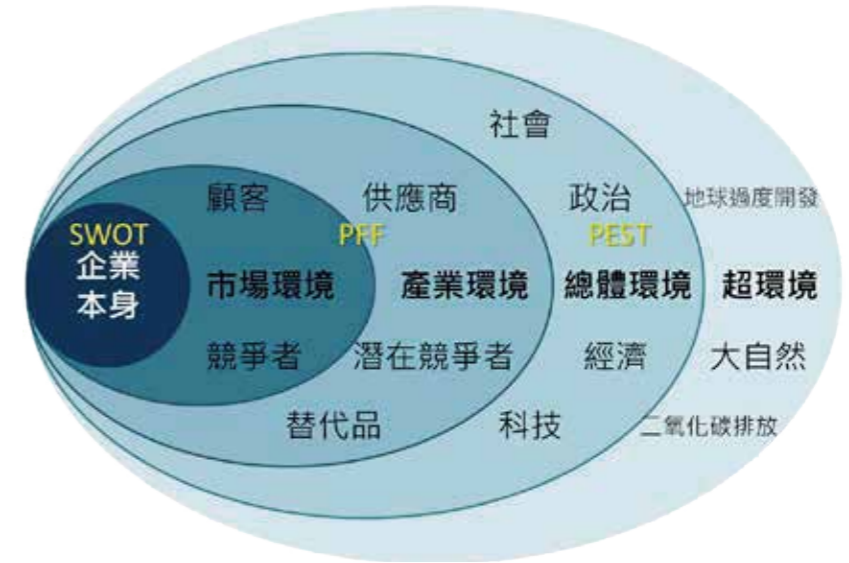 社會
顧客 供應商 政治 地球過度開發
SWOT PFF PEST
企業
本身
市場環境 產業環境 總體環境 超環境
競爭者 潛在競爭者 經濟 大自然
替代品 科技 二氧化碳排放